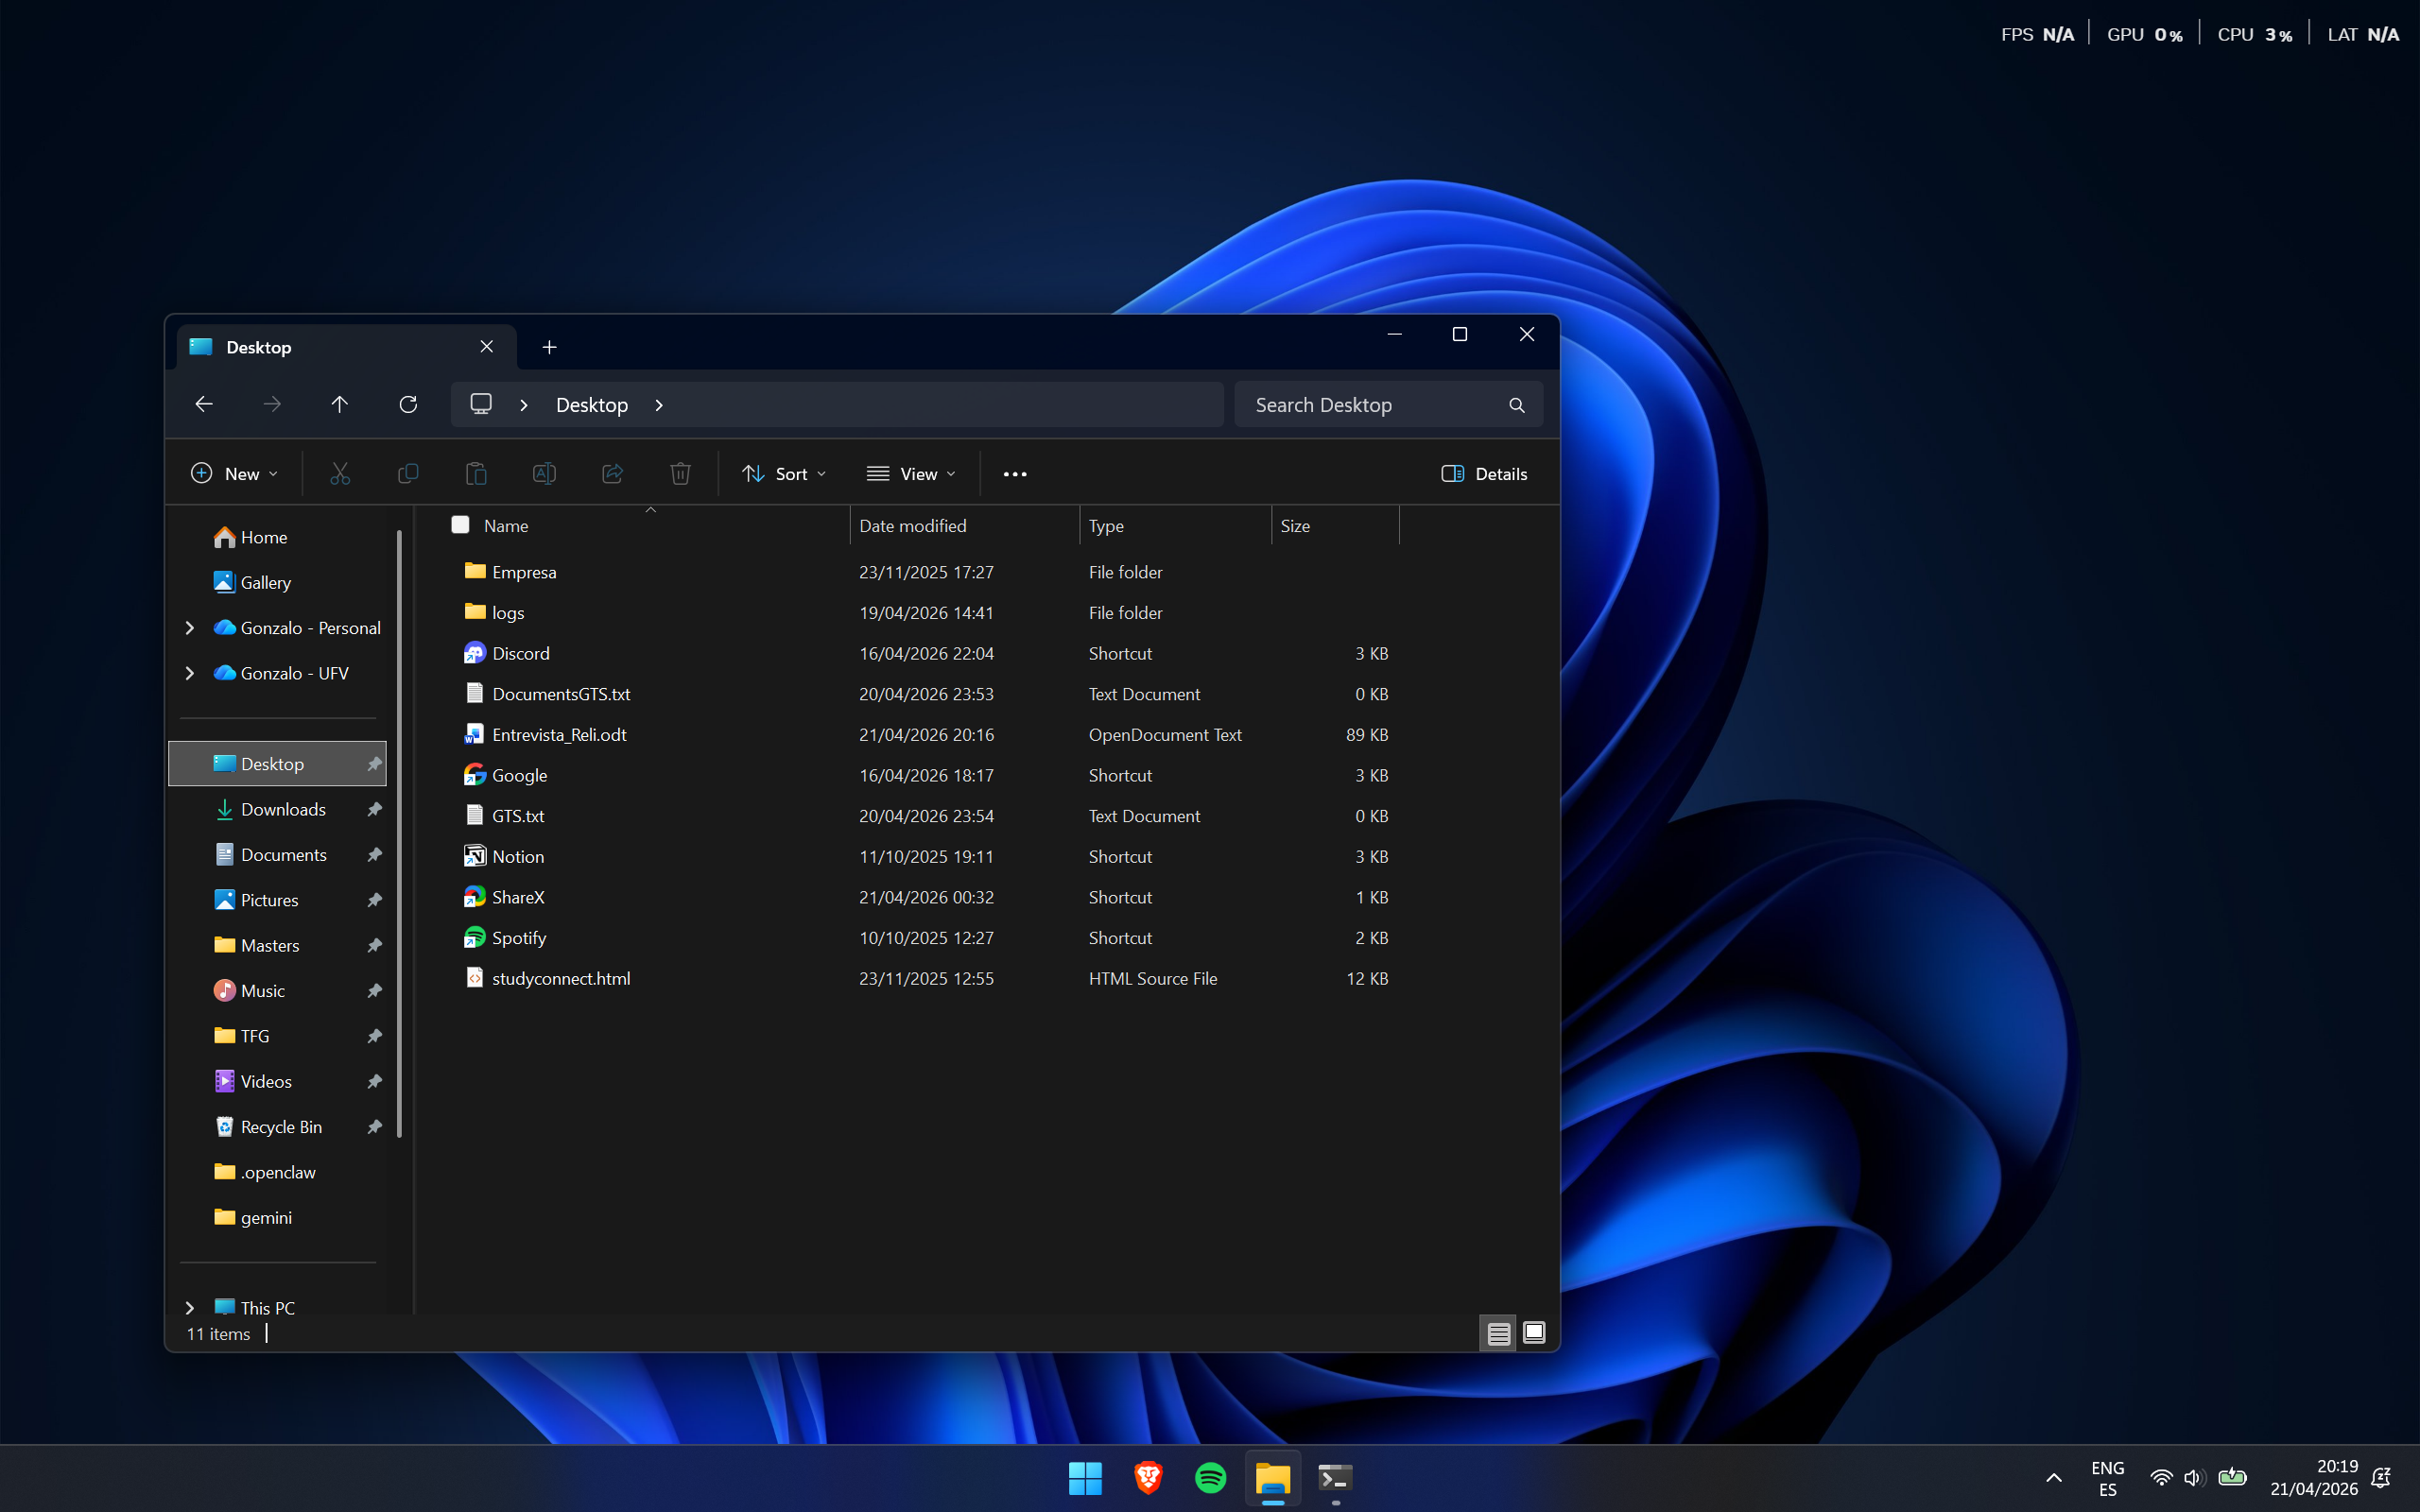 FPS N/A GPU 0% CPU 3% LAT N/A
Desktop
Desktop
Search Desktop
New Sort View Details
Name Date modified Type Size
Home
Gallery
Gonzalo - Personal
Gonzalo - UFV
Desktop
Downloads
Documents
Pictures
Masters
Music
TFG
Videos
Recycle Bin
.openclaw
gemini
This PC
Empresa 23/11/2025 17:27 File folder
logs 19/04/2026 14:41 File folder
Discord 16/04/2026 22:04 Shortcut 3 KB
DocumentsGTS.txt 20/04/2026 23:53 Text Document 0 KB
Entrevista_Reli.odt 21/04/2026 20:16 OpenDocument Text 89 KB
Google 16/04/2026 18:17 Shortcut 3 KB
GTS.txt 20/04/2026 23:54 Text Document 0 KB
Notion 11/10/2025 19:11 Shortcut 3 KB
ShareX 21/04/2026 00:32 Shortcut 1 KB
Spotify 10/10/2025 12:27 Shortcut 2 KB
studyconnect.html 23/11/2025 12:55 HTML Source File 12 KB
11 items
ENG
ES
20:19
21/04/2026